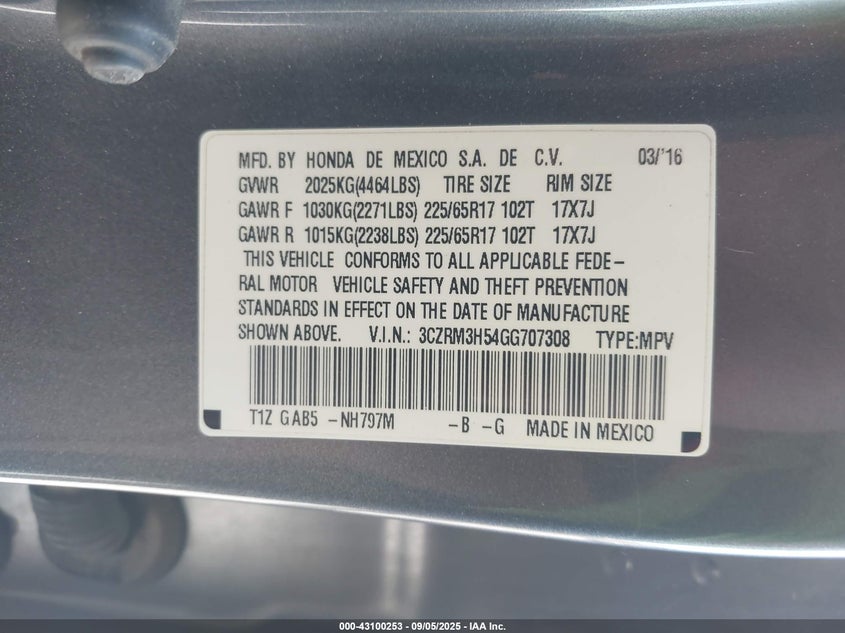 MFD. BY HONDA DE MEXICO S.A. DE C.V. 03/'16
GVWR 2025KG(4464LBS) TIRE SIZE RIM SIZE
GAWR F 1030KG(2271LBS) 225/65R17 102T 17X7J
GAWR R 1015KG(2238LBS) 225/65R17 102T 17X7J
THIS VEHICLE CONFORMS TO ALL APPLICABLE FEDE-
RAL MOTOR VEHICLE SAFETY AND THEFT PREVENTION
STANDARDS IN EFFECT ON THE DATE OF MANUFACTURE
SHOWN ABOVE. V.I.N.: 3CZRM3H54GG707308 TYPE:MPV
T1Z GAB5 -NH797M -B -G MADE IN MEXICO
000-43100253 - 09/05/2025 - IAA Inc.